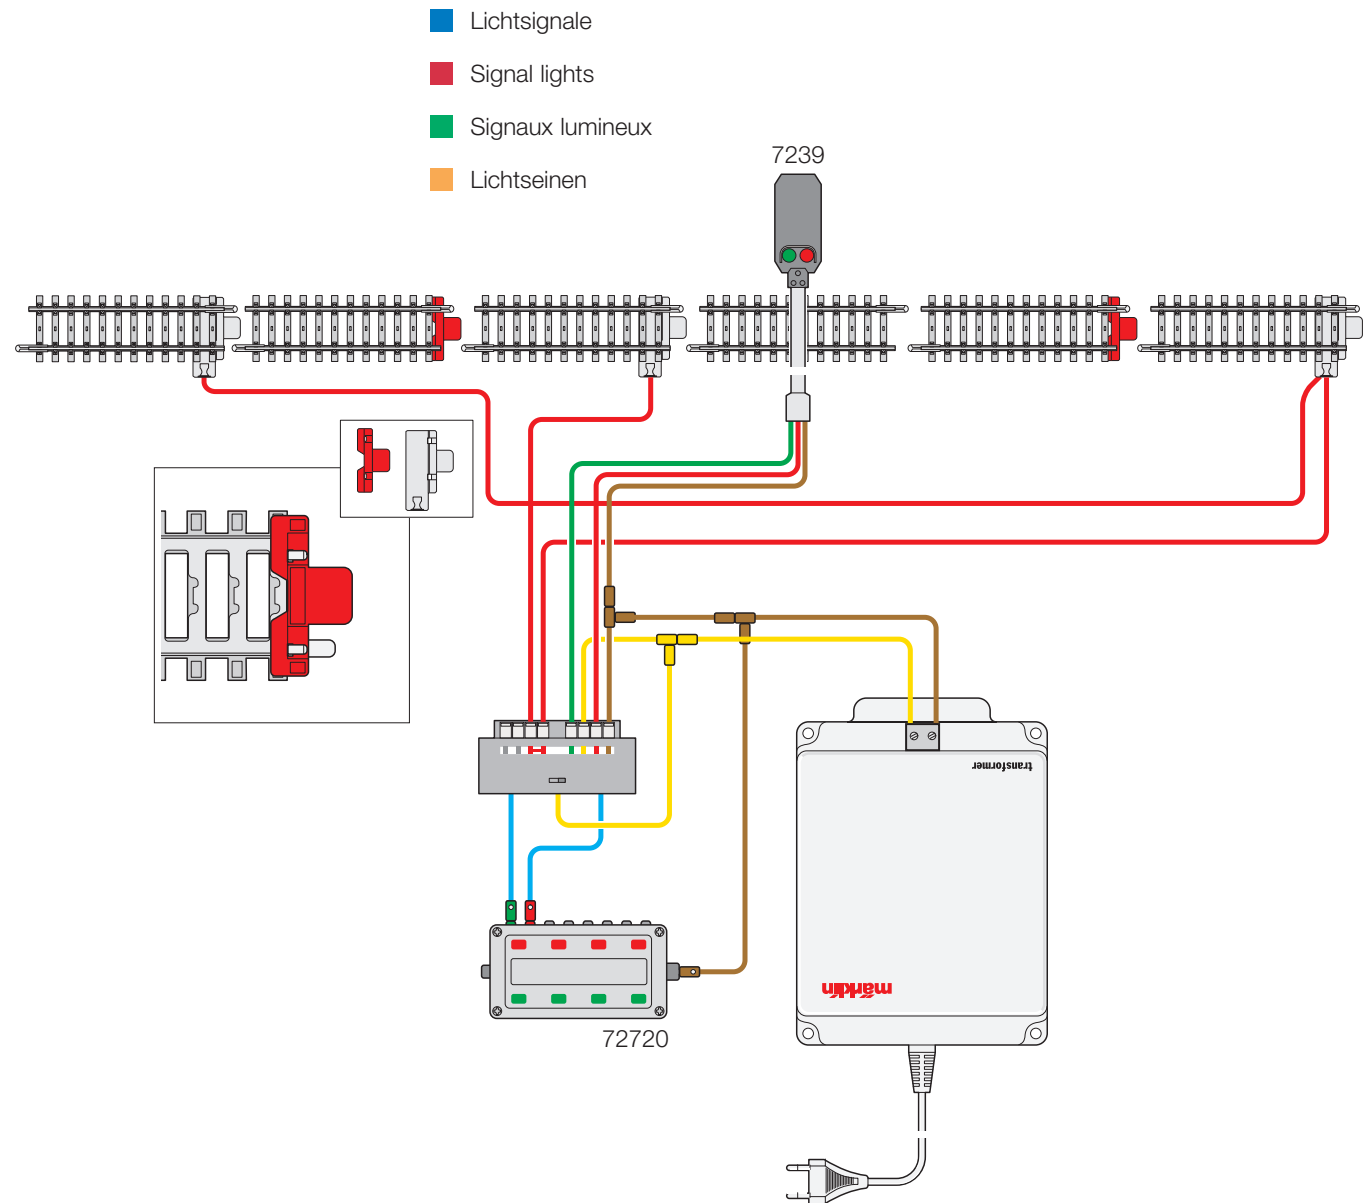 Lichtsignale
Signal lights
Signaux lumineux
Lichtseinen
7239
transformer
märklin
72720